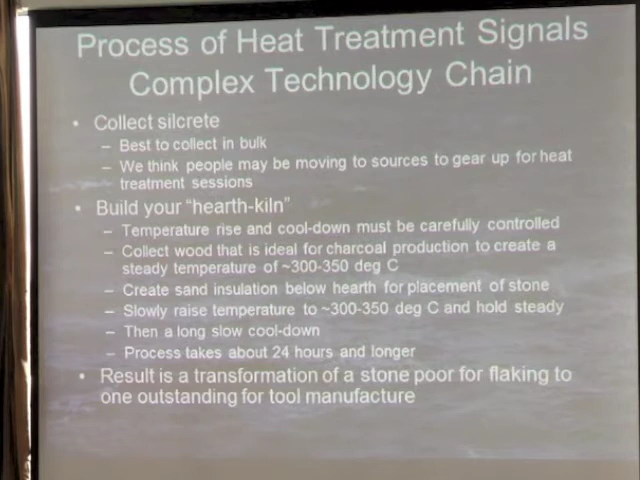 Process of Heat Treatment Signals
Complex Technology Chain
• Collect silcrete
– Best to collect in bulk
– We think people may be moving to sources to gear up for heat
treatment sessions
• Build your “hearth-kiln”
– Temperature rise and cool-down must be carefully controlled
– Collect wood that is ideal for charcoal production to create a
steady temperature of ~300-350 deg C
– Create sand insulation below hearth for placement of stone
– Slowly raise temperature to ~300-350 deg C and hold steady
– Then a long slow cool-down
– Process takes about 24 hours and longer
• Result is a transformation of a stone poor for flaking to
one outstanding for tool manufacture